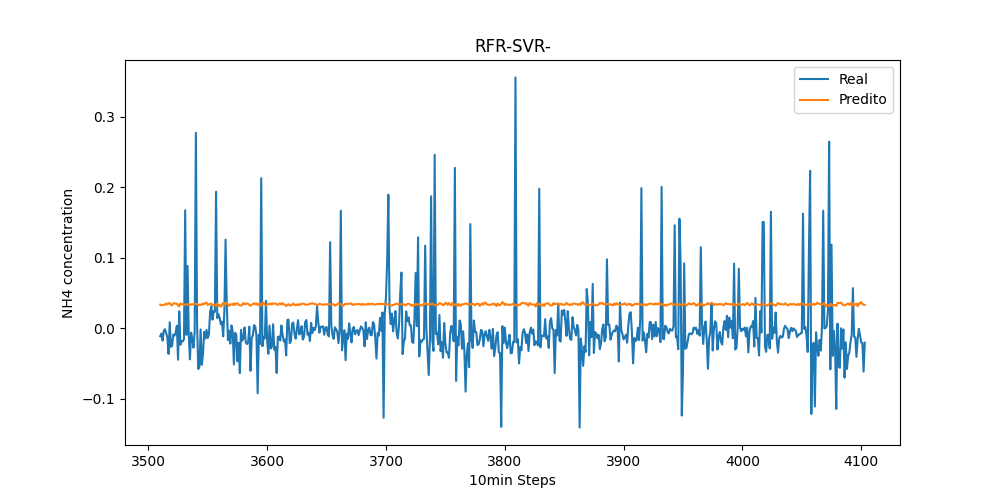 RFR-SVR-
Real
Predito
NH4 concentration
0.3
0.2
0.1
0.0
−0.1
3500 3600 3700 3800 3900 4000 4100
10min Steps